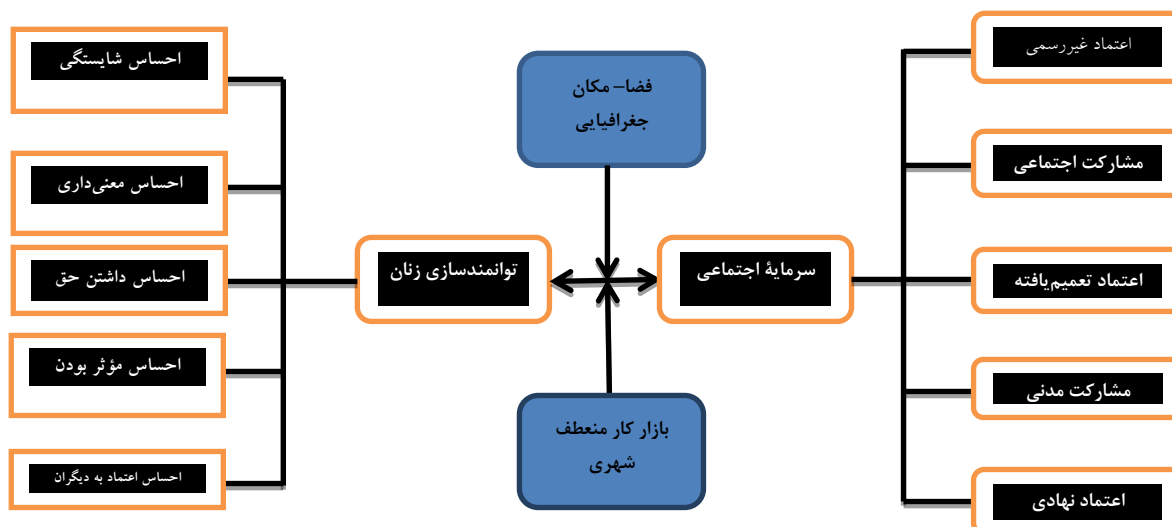 اعتماد غیررسمی
مشارکت اجتماعی
اعتماد تعمیم‌یافته
مشارکت مدنی
اعتماد نهادی
سرمایهٔ اجتماعی
فضا– مکان
جغرافیایی
بازار کار منعطف
شهری
توانمندسازی زنان
احساس شایستگی
احساس معنی‌داری
احساس داشتن حق
احساس مؤثر بودن
احساس اعتماد به دیگران